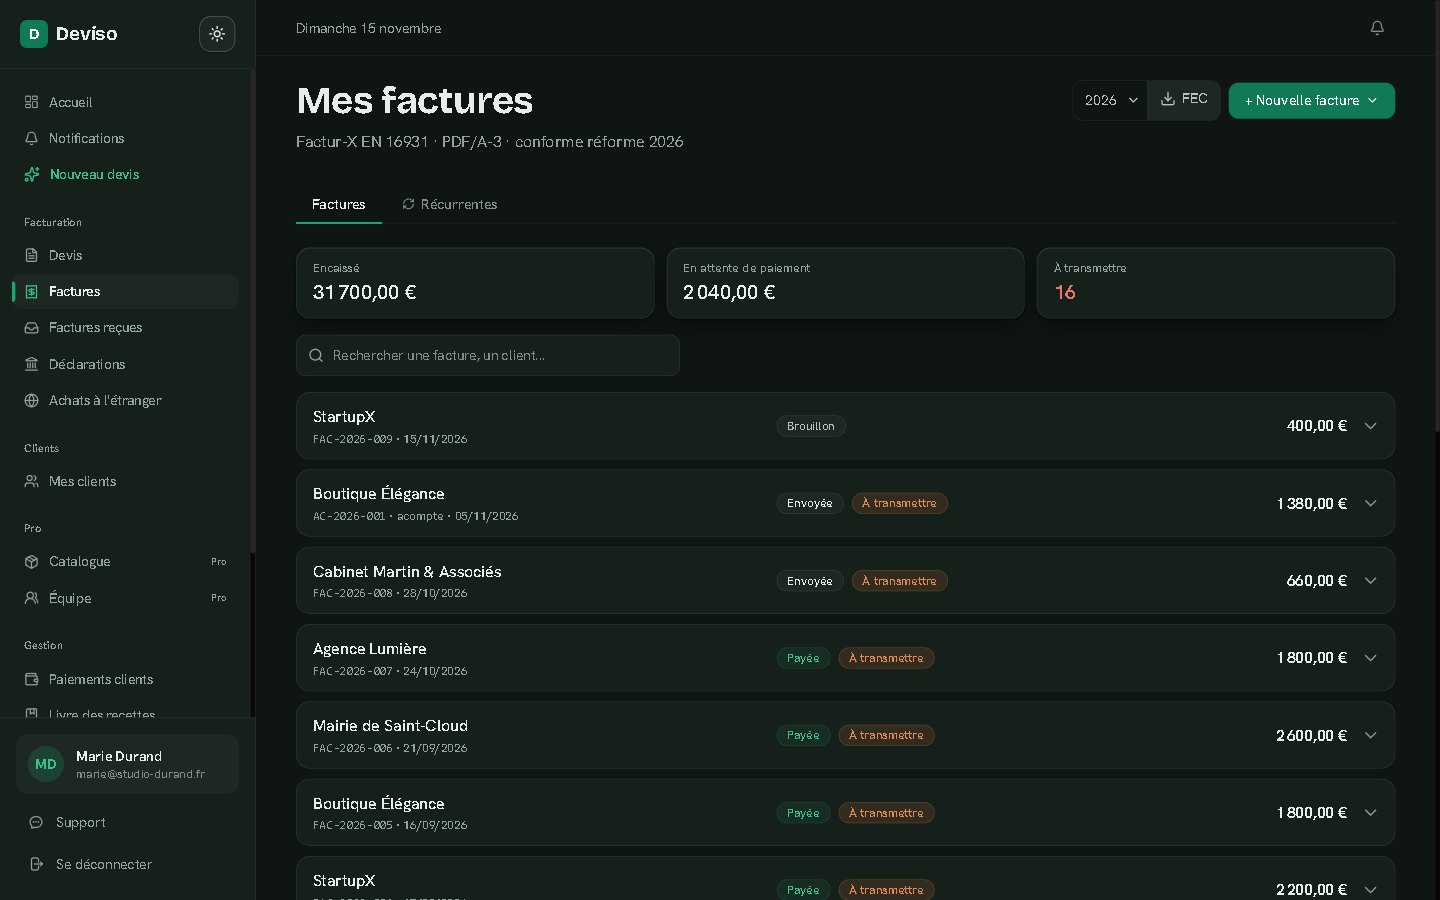 D Deviso
Dimanche 15 novembre
Accueil
Notifications
Nouveau devis
Facturation
Devis
Factures
Factures reçues
Déclarations
Achats à l'étranger
Clients
Mes clients
Pro
Catalogue Pro
Équipe Pro
Gestion
Paiements clients
Livre des recettes
MD Marie Durand
marie@studio-durand.fr
Support
Se déconnecter
Mes factures
2026 FEC + Nouvelle facture
Factur-X EN 16931 · PDF/A-3 · conforme réforme 2026
Factures Récurrentes
Encaissé
31 700,00 €
En attente de paiement
2 040,00 €
À transmettre
16
Rechercher une facture, un client...
StartupX
FAC-2026-009 • 15/11/2026
Brouillon
400,00 €
Boutique Élégance
AC-2026-001 • acompte • 05/11/2026
Envoyée À transmettre
1 380,00 €
Cabinet Martin & Associés
FAC-2026-008 • 28/10/2026
Envoyée À transmettre
660,00 €
Agence Lumière
FAC-2026-007 • 24/10/2026
Payée À transmettre
1 800,00 €
Mairie de Saint-Cloud
FAC-2026-006 • 21/09/2026
Payée À transmettre
2 600,00 €
Boutique Élégance
FAC-2026-005 • 16/09/2026
Payée À transmettre
1 800,00 €
StartupX
Payée À transmettre
2 200,00 €